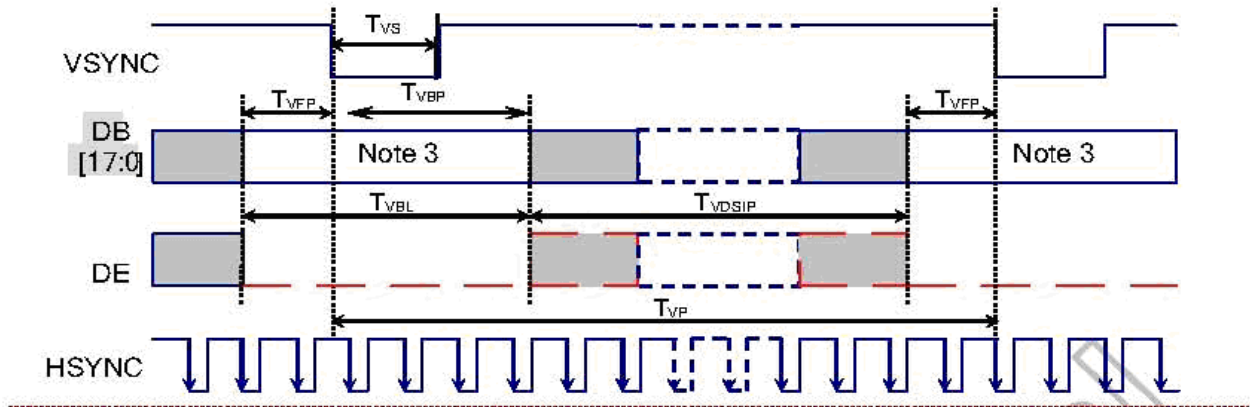 TVS
VSYNC
TVFP
TVBP
TVFP
DB
[17:0]
Note 3
Note 3
TVBL
TVDSIP
DE
TVP
HSYNC